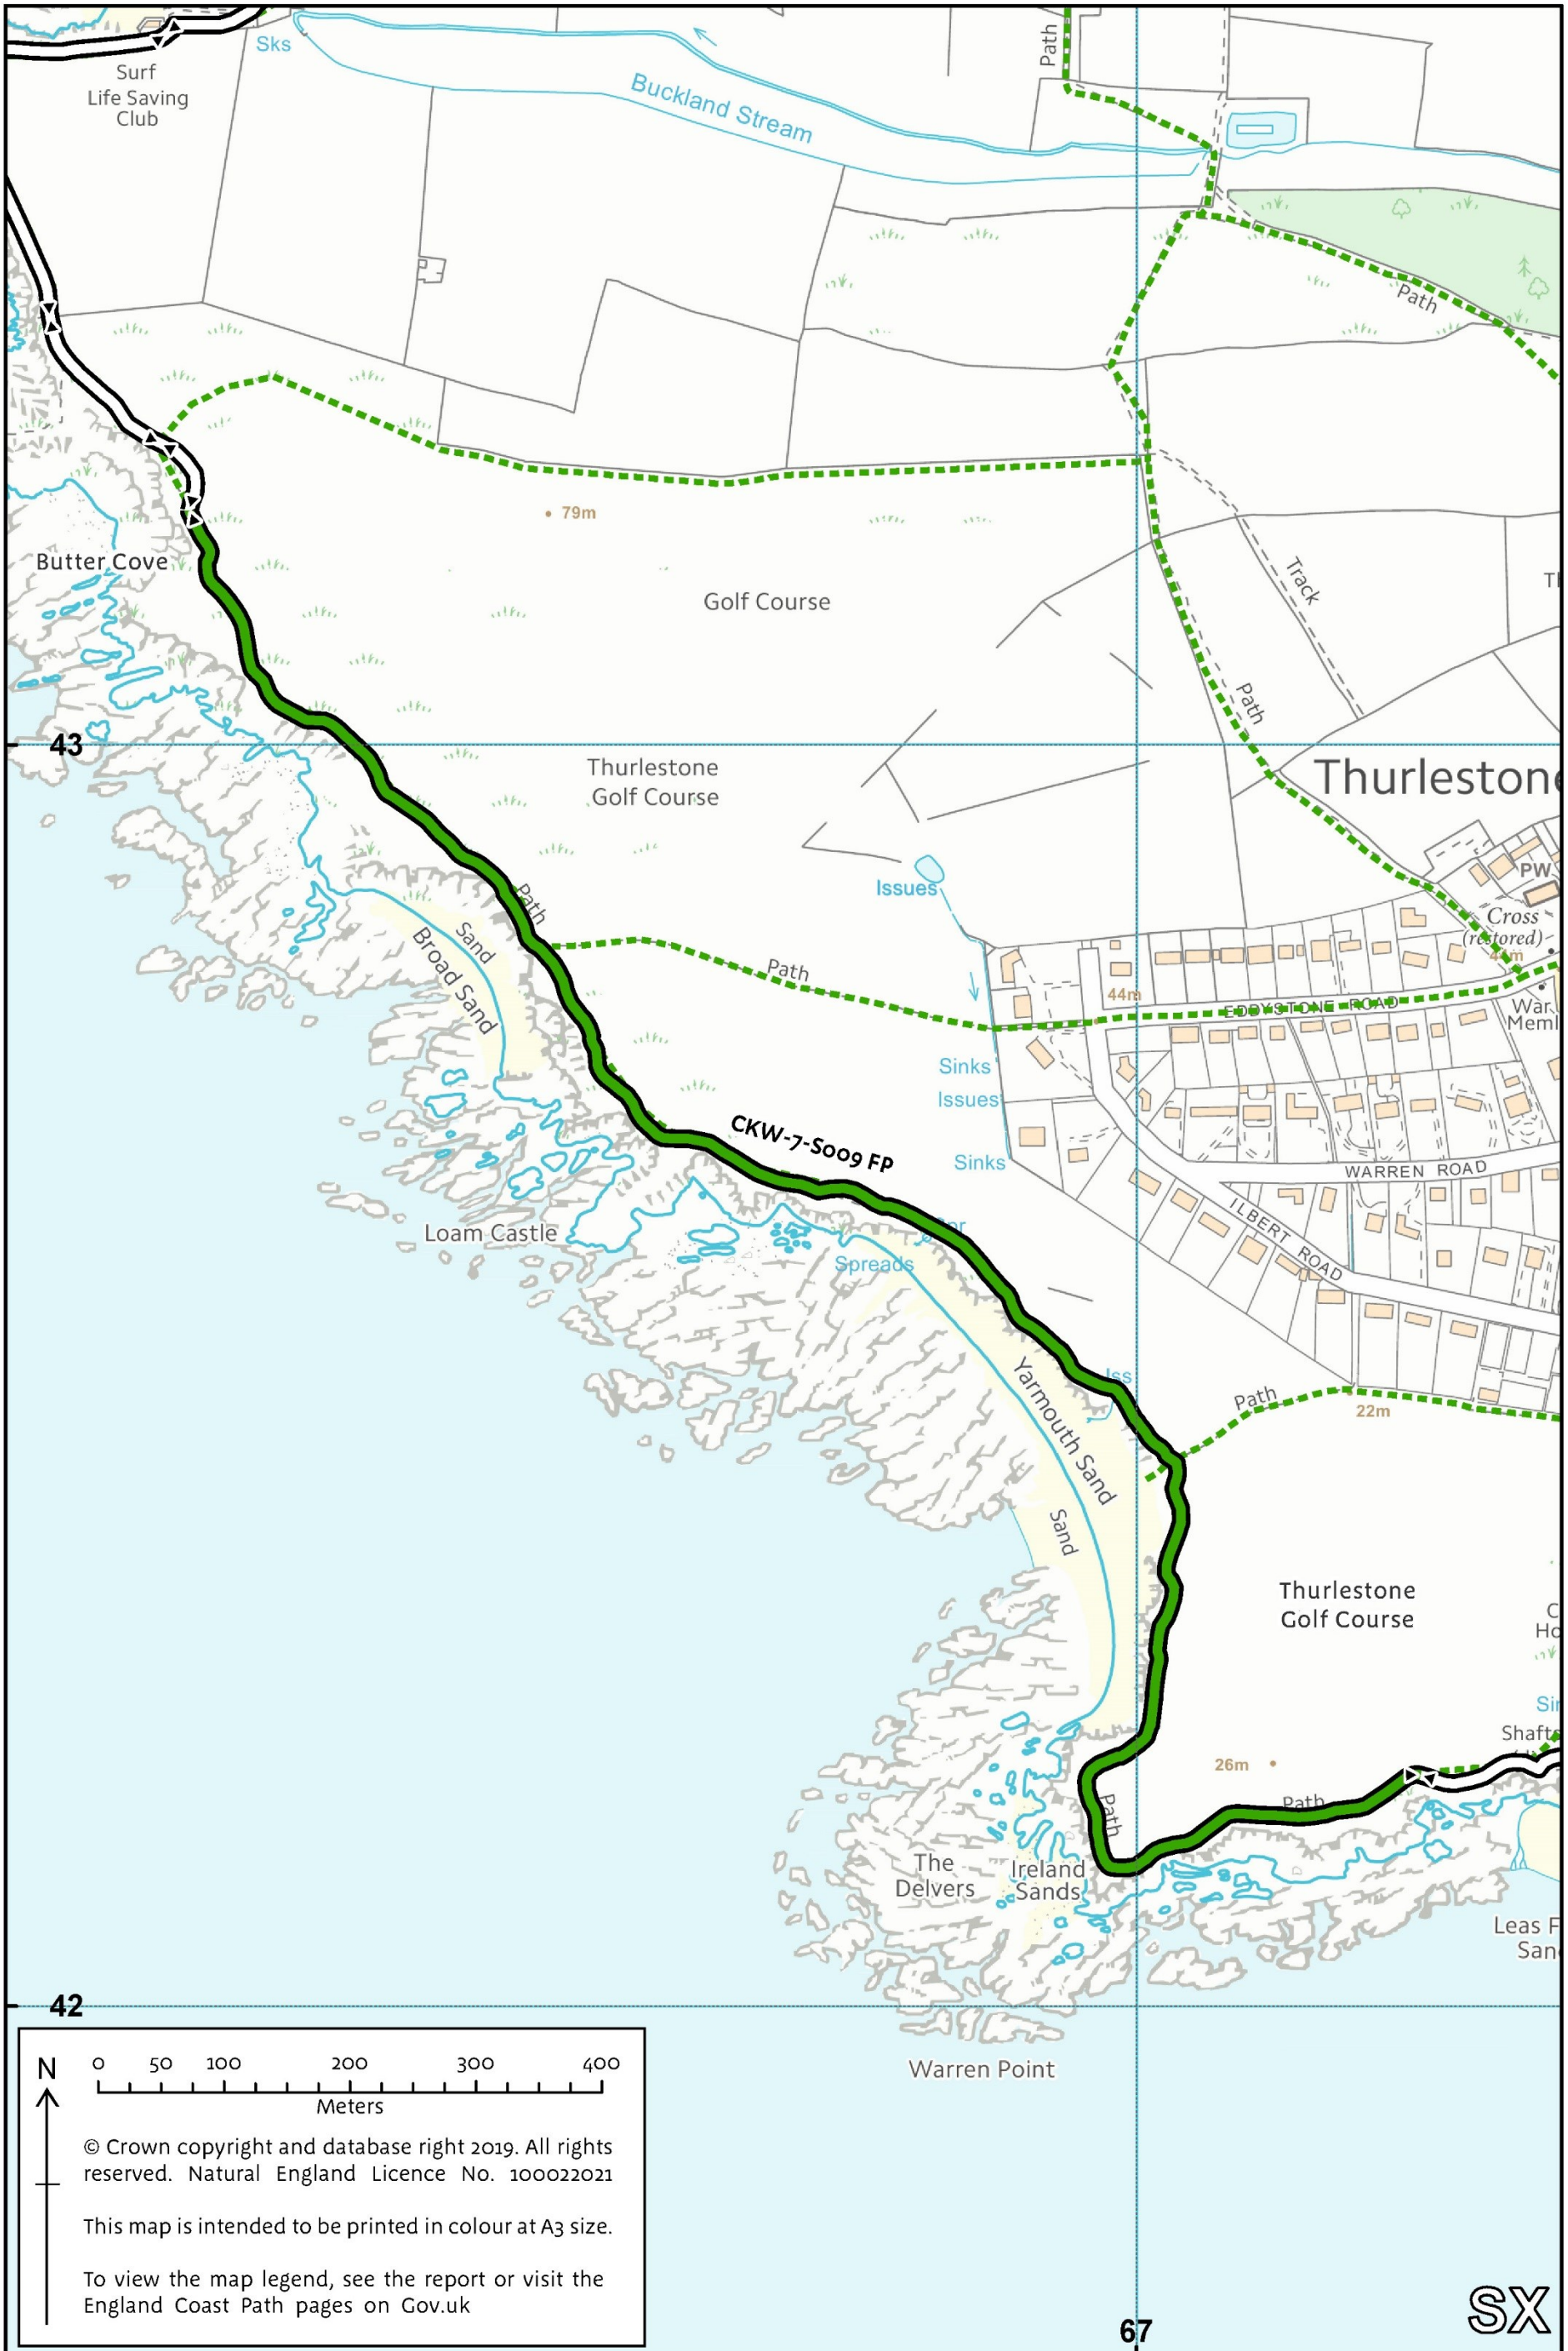 Sks
Path
Surf
Life Saving
Club
Buckland Stream
Path
79m
Butter Cove
Golf Course
Track
Path
43
Thurlestone
Golf Course
Thurlestone
Issues
PW
Path
Sand
Broad Sand
Cross
(restored)
Path
44m
EDDYSTONE ROAD
War
Sinks
Issues
CKW-7-S009 FP
Sinks
WARREN ROAD
ILBERT ROAD
Loam Castle
Spr
Spreads
Iss
Yarmouth Sand
Path
22m
Sand
Thurlestone
Golf Course
Shafts
26m
Path
Path
The
Delvers
Ireland
Sands
Leas F
San
42
Warren Point
N
0 50 100 200 300 400
Meters
© Crown copyright and database right 2019. All rights
reserved. Natural England Licence No. 100022021
This map is intended to be printed in colour at A3 size.
To view the map legend, see the report or visit the
England Coast Path pages on Gov.uk
SX
67